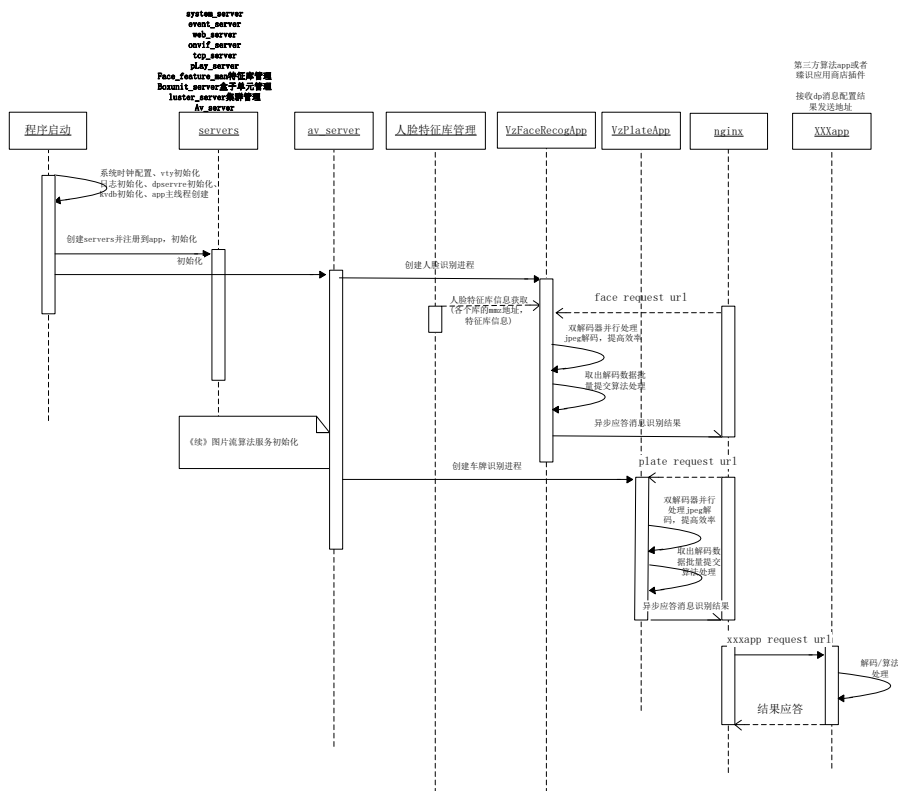 system_server
event_server
web_server
onvif_server
tcp_server
pLay_server
Face_feature_man特征库管理
Boxunit_server盒子单元管理
luster_server集群管理
Av_server
第三方算法app或者
臻识应用商店插件
接收dp消息配置结
果发送地址
程序启动
servers
av_server
人脸特征库管理
VzFaceRecogApp
VzPlateApp
nginx
XXXapp
系统时钟配置、vty初始化
日志初始化、dpservre初始化、
kvdb初始化、app主线程创建
创建servers并注册到app，初始化
初始化
创建人脸识别进程
人脸特征库信息获取
(各个库的mmz地址,
特征库信息)
face request url
双解码器并行处理
jpeg解码，提高效率
取出解码数据批
量提交算法处理
异步应答消息识别结果
《续》图片流算法服务初始化
创建车牌识别进程
plate request url
双解码器并行
处理jpeg解
码，提高效率
取出解码数
据批量提交
算法处理
异步应答消息识别结果
xxxapp request url
解码/算法
处理
结果应答